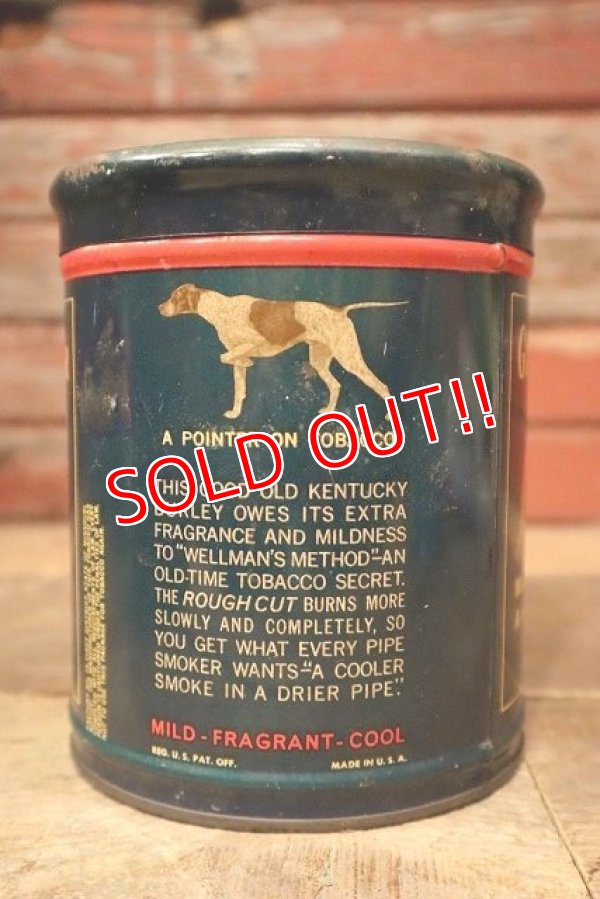 A POINTER ON TOBACCO
SOLD OUT!!
THIS GOOD OLD KENTUCKY
BURLEY OWES ITS EXTRA
FRAGRANCE AND MILDNESS
TO "WELLMAN'S METHOD"-AN
OLD-TIME TOBACCO SECRET.
THE ROUGH CUT BURNS MORE
SLOWLY AND COMPLETELY, SO
YOU GET WHAT EVERY PIPE
SMOKER WANTS-"A COOLER
SMOKE IN A DRIER PIPE."
MILD - FRAGRANT - COOL
REG. U.S. PAT. OFF. MADE IN U.S.A.